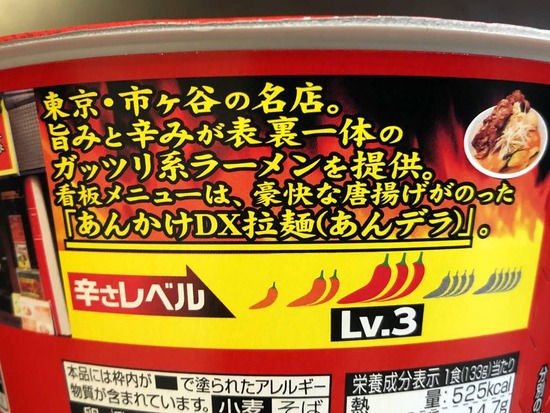 東京・市ヶ谷の名店。
旨みと辛みが表裏一体の
ガッツリ系ラーメンを提供。
看板メニューは、豪快な唐揚げがのった
「あんかけDX拉麺(あんデラ)」。
辛さレベル
Lv.3
本品には枠内が■で塗られたアレルギー
物質が含まれています。小麦 そば
栄養成分表示 1食(133g)当たり
熱 量 525kcal